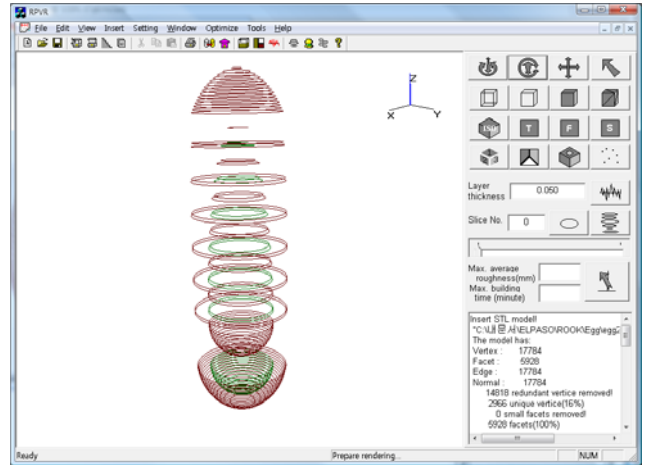 RPVR
File Edit View Insert Setting Window Optimize Tools Help
Z
X Y
ISO T F S
Layer thickness 0.050
Slice No. 0
Max. average roughness(mm)
Max. building time (minute)
Insert STL model!
"C:\내 문서\ELPASO\ROOK\Egg\egg2
The model has:
Vertex : 17784
Facet : 5928
Edge : 17784
Normal : 17784
14818 redundant vertice removed!
2966 unique vertice(16%)
0 small facets removed!
5928 facets(100%)
Ready Prepare rendering... NUM